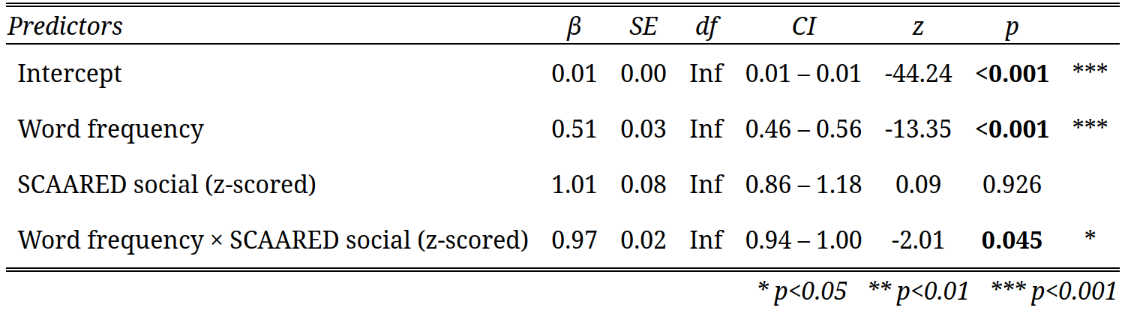 Predictors β SE df CI z p
Intercept 0.01 0.00 Inf 0.01 – 0.01 -44.24 <0.001 ***
Word frequency 0.51 0.03 Inf 0.46 – 0.56 -13.35 <0.001 ***
SCAARED social (z-scored) 1.01 0.08 Inf 0.86 – 1.18 0.09 0.926
Word frequency × SCAARED social (z-scored) 0.97 0.02 Inf 0.94 – 1.00 -2.01 0.045 *
* p<0.05 ** p<0.01 *** p<0.001